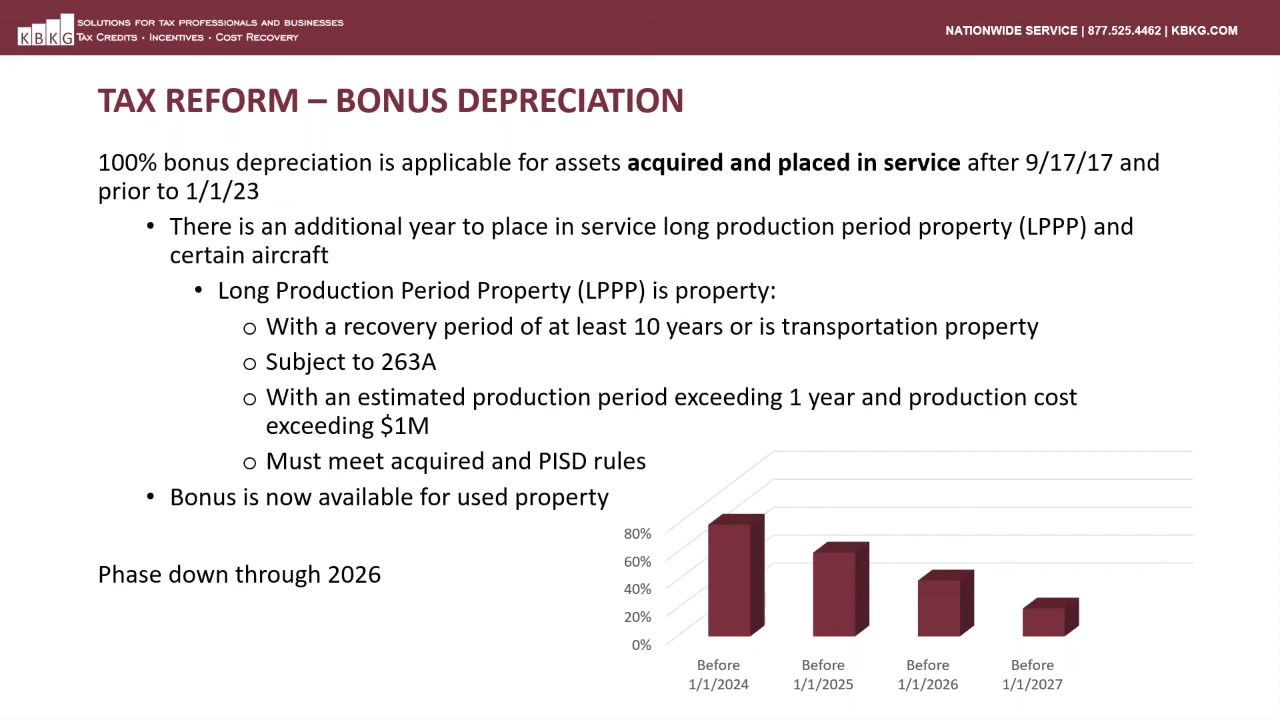 KBKG
SOLUTIONS FOR TAX PROFESSIONALS AND BUSINESSES
TAX CREDITS · INCENTIVES · COST RECOVERY
NATIONWIDE SERVICE | 877.525.4462 | KBKG.COM
TAX REFORM – BONUS DEPRECIATION
100% bonus depreciation is applicable for assets acquired and placed in service after 9/17/17 and
prior to 1/1/23
• There is an additional year to place in service long production period property (LPPP) and
certain aircraft
• Long Production Period Property (LPPP) is property:
o With a recovery period of at least 10 years or is transportation property
o Subject to 263A
o With an estimated production period exceeding 1 year and production cost
exceeding $1M
o Must meet acquired and PISD rules
• Bonus is now available for used property
Phase down through 2026
80%
60%
40%
20%
0%
Before Before Before Before
1/1/2024 1/1/2025 1/1/2026 1/1/2027